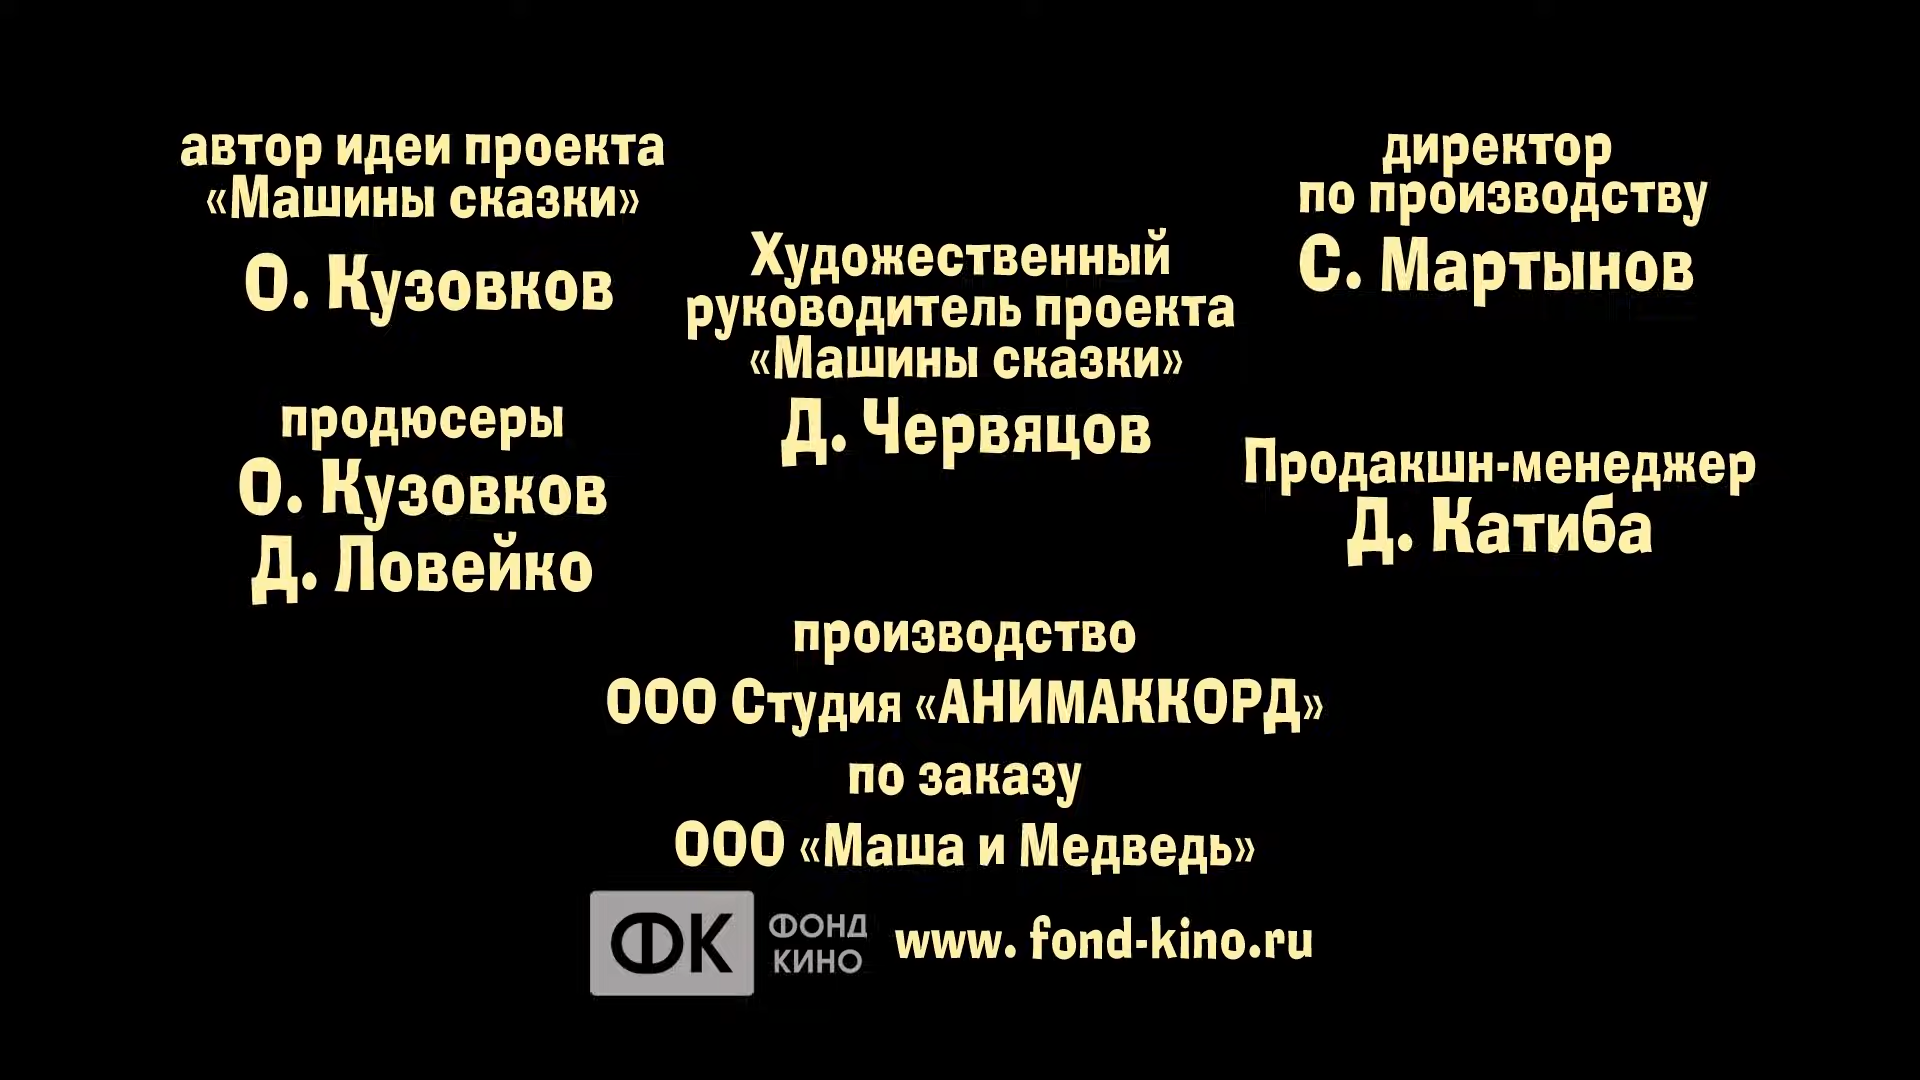 автор идеи проекта
«Машины сказки»
О. Кузовков
продюсеры
О. Кузовков
Д. Ловейко
Художественный
руководитель проекта
«Машины сказки»
Д. Червяцов
директор
по производству
С. Мартынов
Продакшн-менеджер
Д. Катиба
производство
ООО Студия «АНИМАККОРД»
по заказу
ООО «Маша и Медведь»
ФК ФОНД
КИНО
www. fond-kino.ru